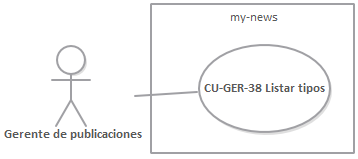 my-news
CU-GER-38 Listar tipos
Gerente de publicaciones